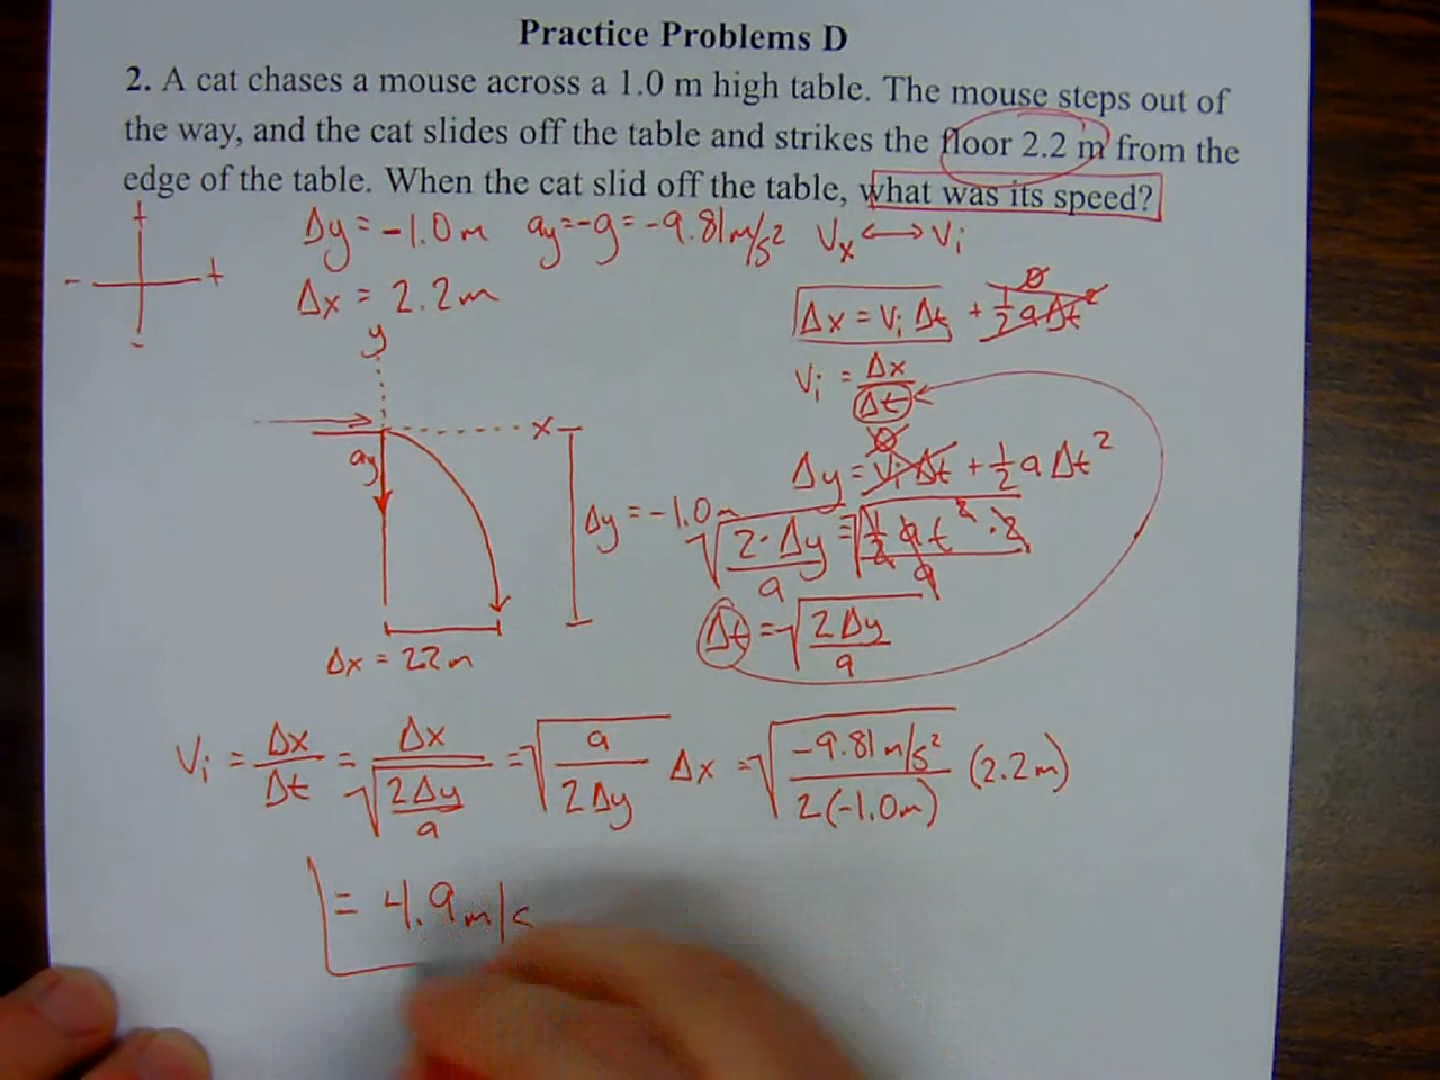 Practice Problems D
2. A cat chases a mouse across a 1.0 m high table. The mouse steps out of
the way, and the cat slides off the table and strikes the floor 2.2 m from the
edge of the table. When the cat slid off the table, what was its speed?
+
- +
-
Δy = -1.0m ay=-g=-9.81m/s² Vx ↔ Vi
Δx = 2.2m
Δx = Vi Δt + ½aΔt² 0
Vi = Δx/Δt
y
x
ay
Δy = -1.0m
Δy = ViΔt + ½aΔt² 0
√(2·Δy/a) = √(½at²·2/a)
Δt = √(2Δy/a)
Δx = 22m
Vi = Δx/Δt = Δx/√(2Δy/a) = √(a/2Δy) Δx = √(-9.81m/s²/2(-1.0m)) (2.2m)
= 4.9m/s